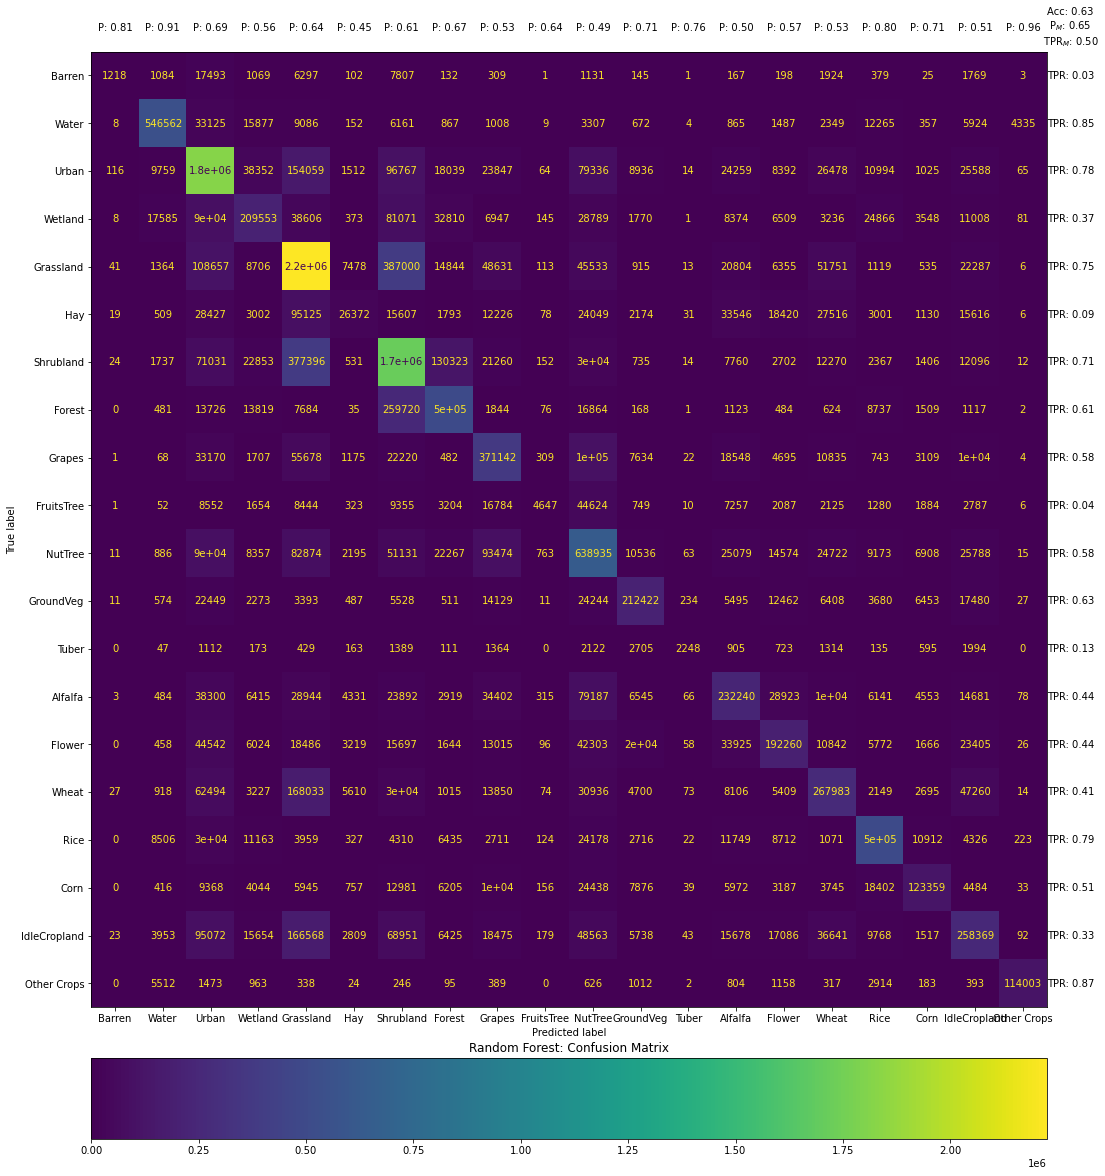 Acc: 0.63
P: 0.81 P: 0.91 P: 0.82 P: 0.56 P: 0.64 P: 0.45 P: 0.61 P: 0.67 P: 0.53 P: 0.64 P: 0.49 P: 0.71 P: 0.76 P: 0.50 P: 0.57 P: 0.53 P: 0.80 P: 0.71 P: 0.51 P: 0.96 P_M: 0.65
TPR_M: 0.50
Barren 1218 1084 17493 1069 6297 102 7807 132 309 1 1131 145 1 167 198 1924 379 25 1769 3 TPR: 0.03
Water 8 546562 33125 15877 9086 152 6161 867 1008 9 3307 672 4 865 1487 2349 12265 357 5924 4335 TPR: 0.85
Urban 116 9759 1.8e+06 38352 154059 1512 96767 18039 23847 64 79336 8936 14 24259 8392 26478 10994 1025 25588 65 TPR: 0.78
Wetland 8 17585 9e+04 209553 38606 373 81071 32810 6947 145 28789 1770 1 8374 6509 3236 24866 3548 11008 81 TPR: 0.37
Grassland 41 1364 108657 8706 2.2e+06 7478 387000 14844 48631 113 45533 915 13 20804 6355 51751 1119 535 22287 6 TPR: 0.75
Hay 19 509 28427 3002 95125 26372 15607 1793 12226 78 24049 2174 31 33546 18420 27516 3001 1130 15616 6 TPR: 0.09
Shrubland 24 1737 71031 22853 377396 531 1.7e+06 130323 21260 152 3e+04 735 14 7760 2702 12270 2367 1406 12096 12 TPR: 0.71
Forest 0 481 13726 13819 7684 35 259720 5e+05 1844 76 16864 168 1 1123 484 624 8737 1509 1117 2 TPR: 0.61
Grapes 1 68 33170 1707 55678 1175 22220 482 371142 309 1e+05 7634 22 18548 4695 10835 743 3109 1e+04 4 TPR: 0.58
FruitsTree 1 52 8552 1654 8444 323 9355 3204 16784 4647 44624 749 10 7257 2087 2125 1280 1884 2787 6 TPR: 0.04
True label
NutTree 11 886 9e+04 8357 82874 2195 51131 22267 93474 763 638935 10536 63 25079 14574 24722 9173 6908 25788 15 TPR: 0.58
GroundVeg 11 574 22449 2273 3393 487 5528 511 14129 11 24244 212422 234 5495 12462 6408 3680 6453 17480 27 TPR: 0.63
Tuber 0 47 1112 173 429 163 1389 111 1364 0 2122 2705 2248 905 723 1314 135 595 1994 0 TPR: 0.13
Alfalfa 3 484 38300 6415 28944 4331 23892 2919 34402 315 79187 6545 66 232240 28923 1e+04 6141 4553 14681 78 TPR: 0.44
Flower 0 458 44542 6024 18486 3219 15697 1644 13015 96 42303 2e+04 58 33925 192260 10842 5772 1666 23405 26 TPR: 0.44
Wheat 27 918 62494 3227 168033 5610 3e+04 1015 13850 74 30936 4700 73 8106 5409 267983 2149 2695 47260 14 TPR: 0.41
Rice 0 8506 3e+04 11163 3959 327 4310 6435 2711 124 24178 2716 22 11749 8712 1071 5e+05 10912 4326 223 TPR: 0.79
Corn 0 416 9368 4044 5945 757 12981 6205 1e+04 156 24438 7876 39 5972 3187 3745 18402 123359 4484 33 TPR: 0.51
IdleCropland 23 3953 95072 15654 166568 2809 68951 6425 18475 179 48563 5738 43 15678 17086 36641 9768 1517 258369 92 TPR: 0.33
Other Crops 0 5512 1473 963 338 24 246 95 389 0 626 1012 2 804 1158 317 2914 183 393 114003 TPR: 0.87
Barren Water Urban Wetland Grassland Hay Shrubland Forest Grapes FruitsTree NutTree GroundVeg Tuber Alfalfa Flower Wheat Rice Corn IdleCropland Other Crops
Predicted label
Random Forest: Confusion Matrix
0.00 0.25 0.50 0.75 1.00 1.25 1.50 1.75 2.00
1e6